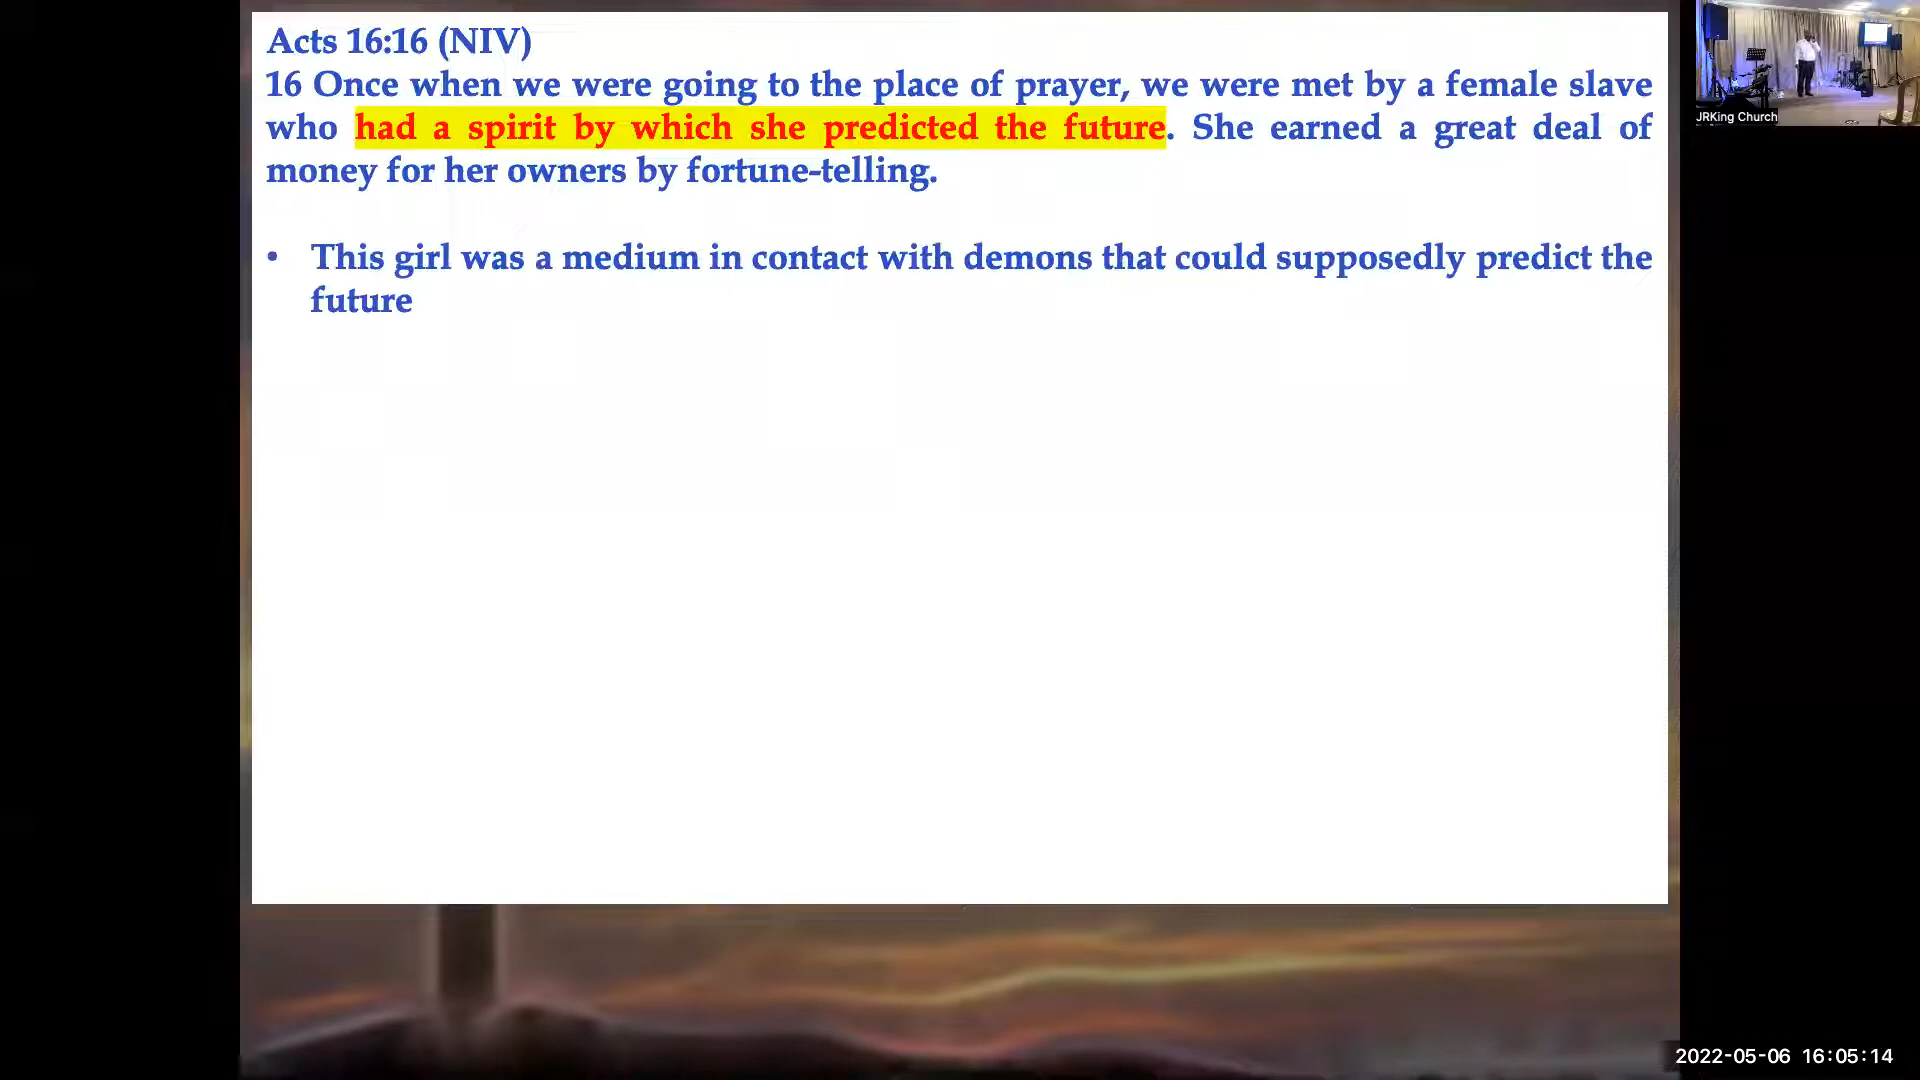 Acts 16:16 (NIV)
16 Once when we were going to the place of prayer, we were met by a female slave
who had a spirit by which she predicted the future. She earned a great deal of
money for her owners by fortune-telling.
• This girl was a medium in contact with demons that could supposedly predict the
future
JRKing Church
2022-05-06 16:05:14